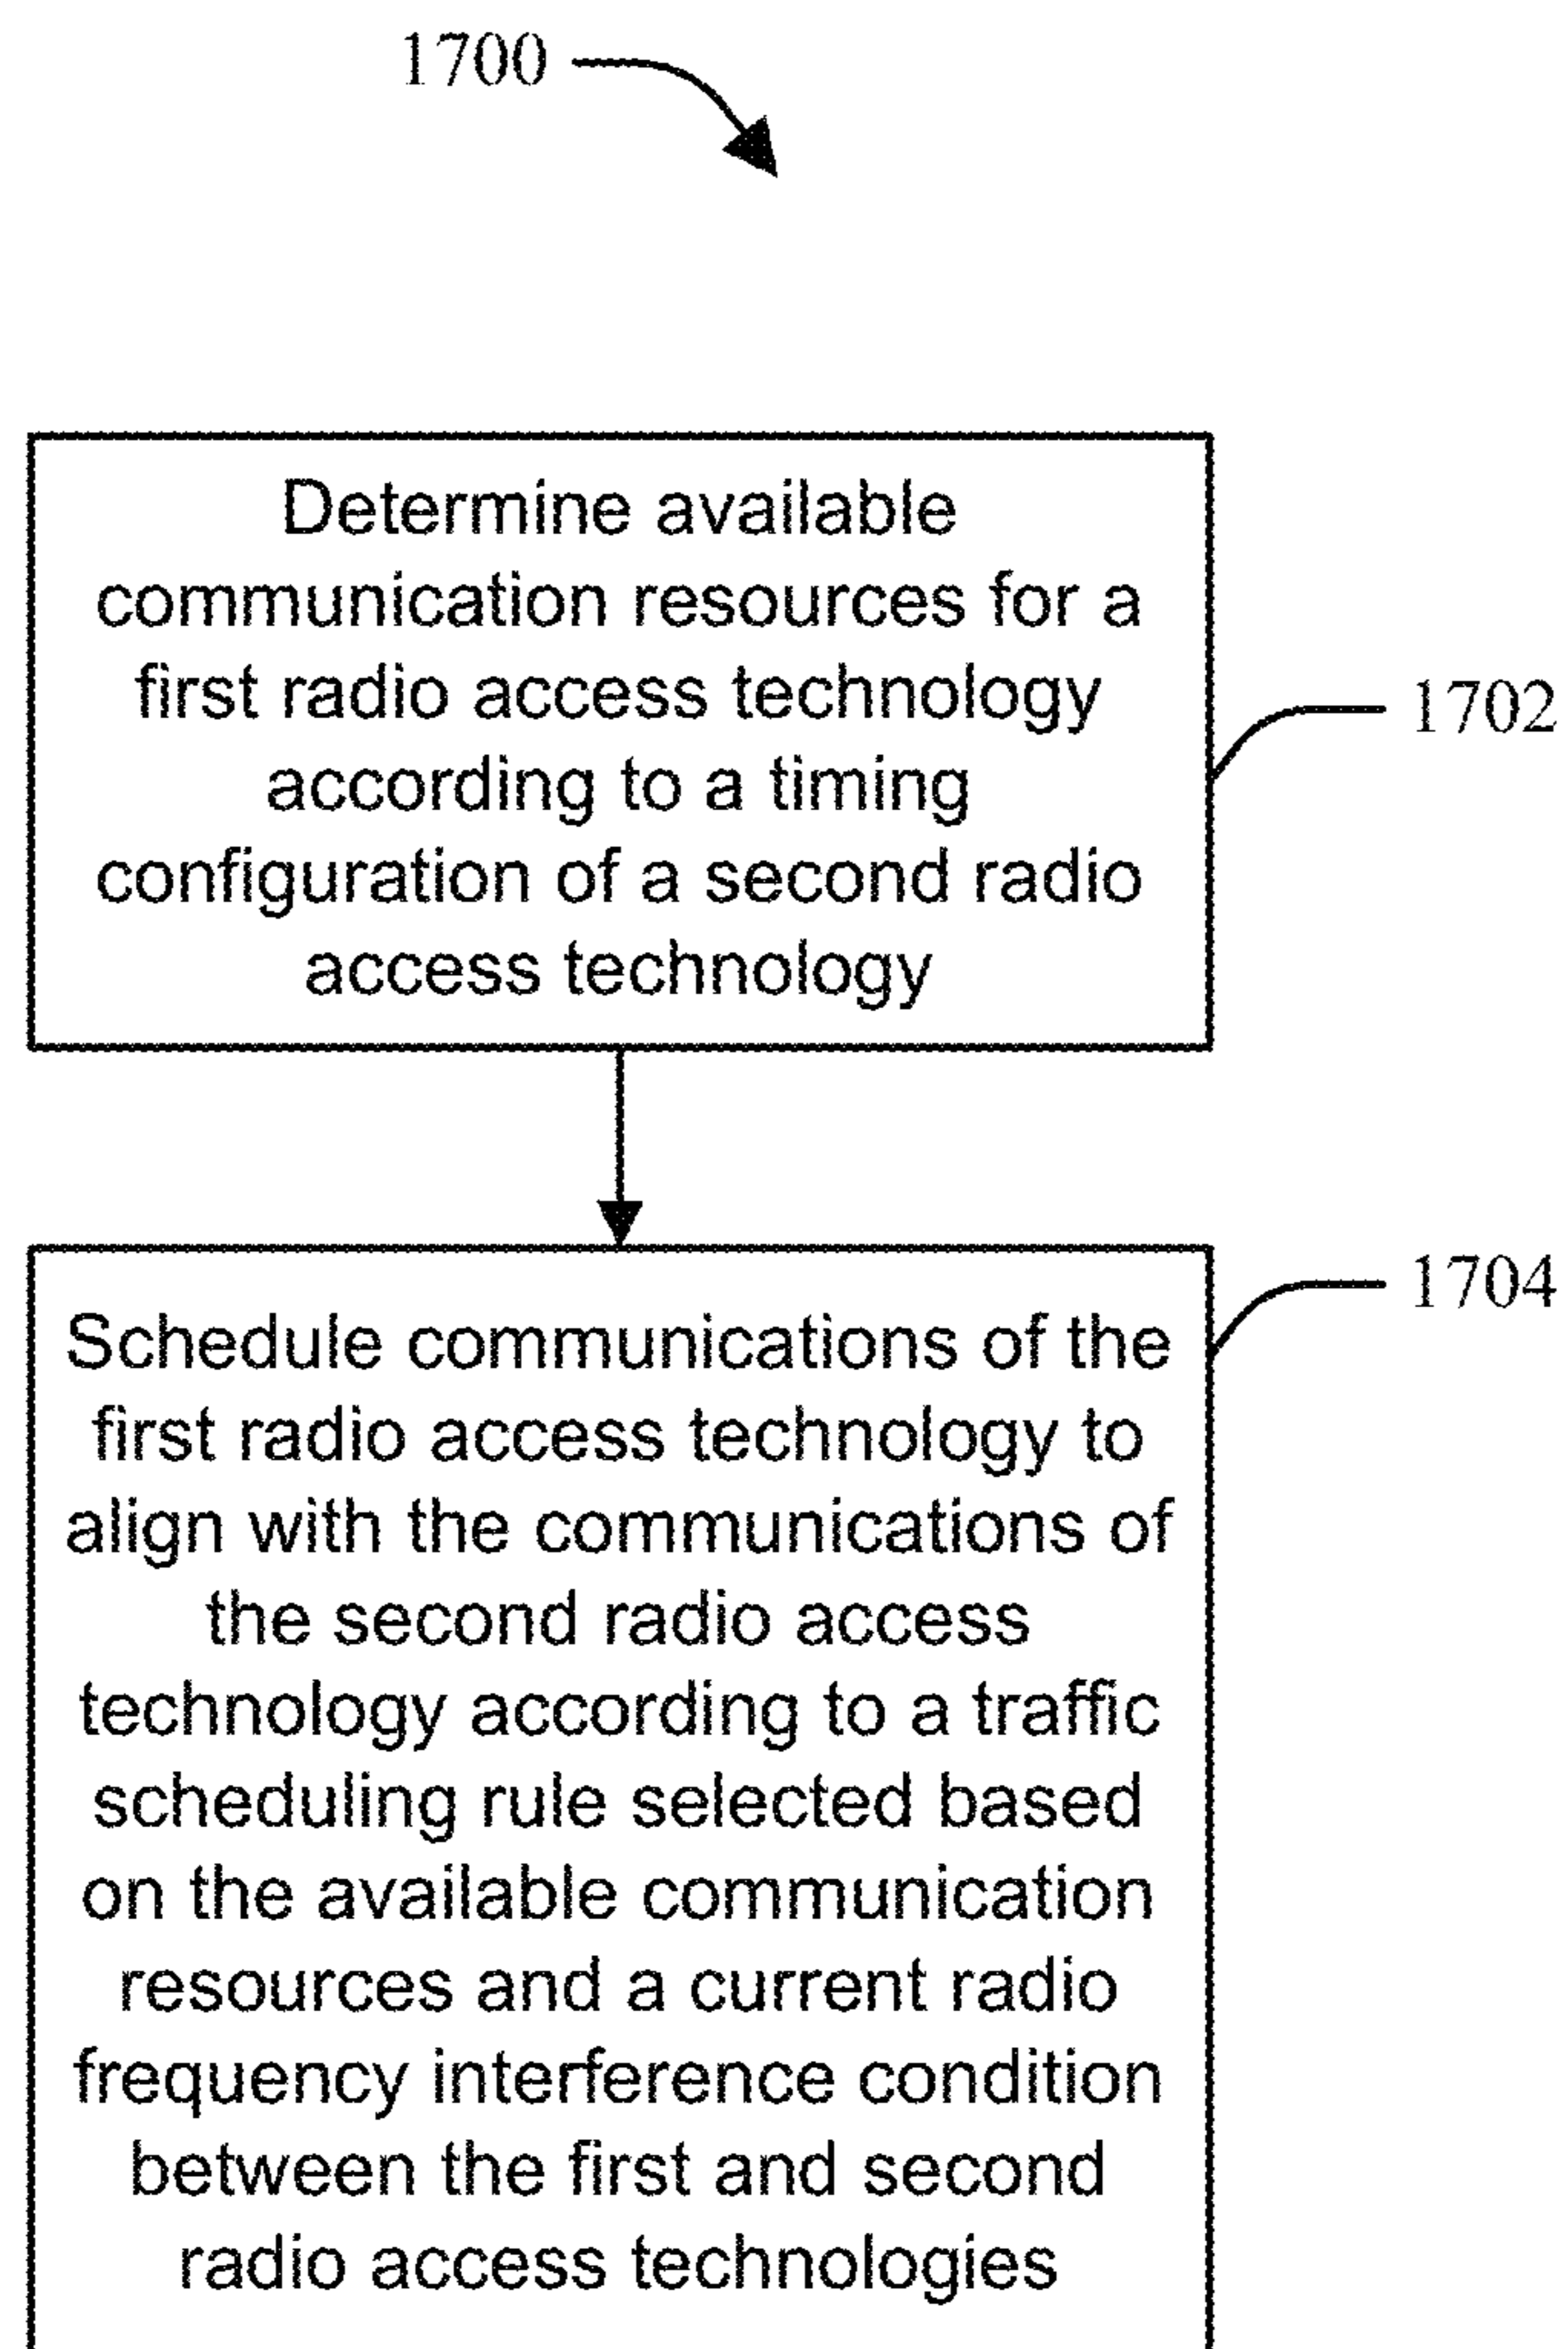 1700
Determine available
communication resources for a
first radio access technology
according to a timing
configuration of a second radio
access technology
1702
Schedule communications of the
first radio access technology to
align with the communications of
the second radio access
technology according to a traffic
scheduling rule selected based
on the available communication
resources and a current radio
frequency interference condition
between the first and second
radio access technologies
1704